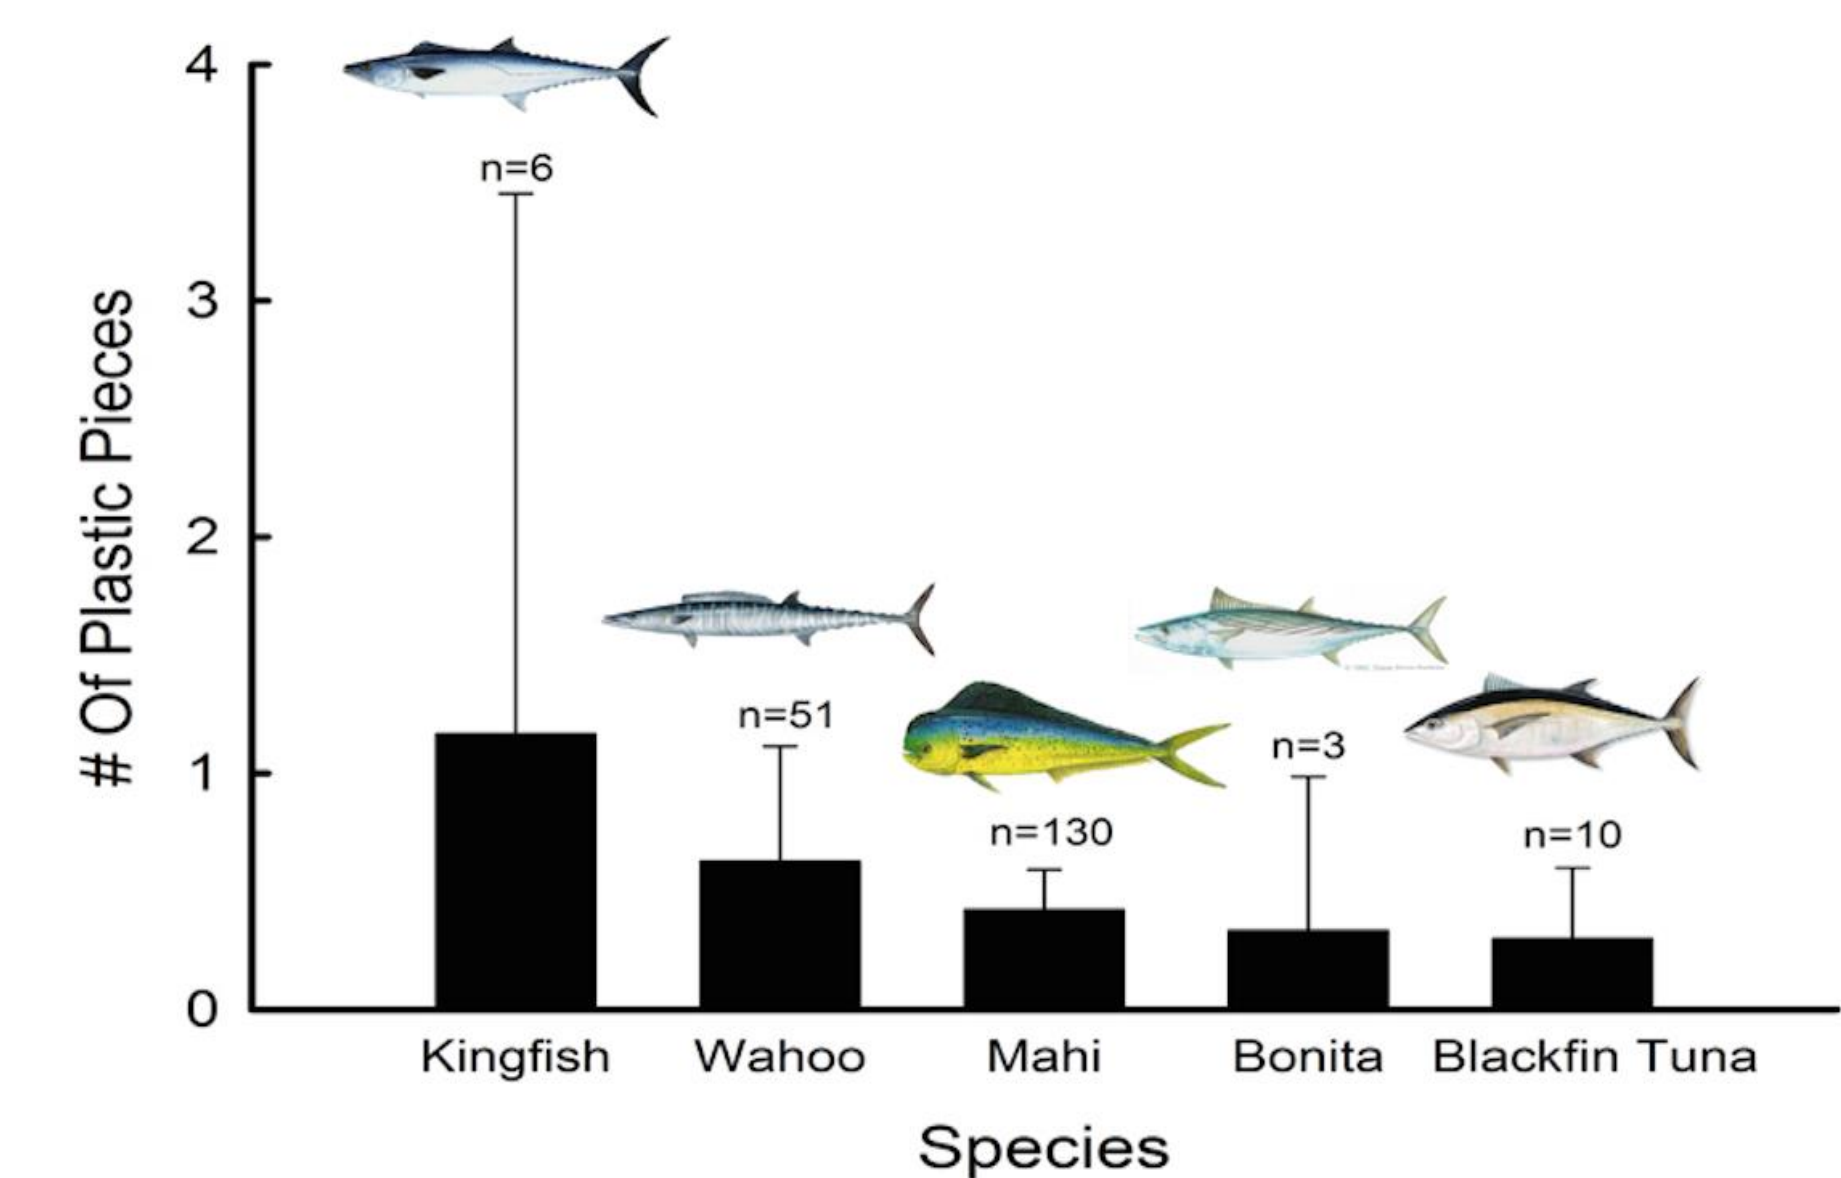 # Of Plastic Pieces
4
3
2
1
0
n=6
n=51
n=130
n=3
n=10
Kingfish
Wahoo
Mahi
Bonita
Blackfin Tuna
Species